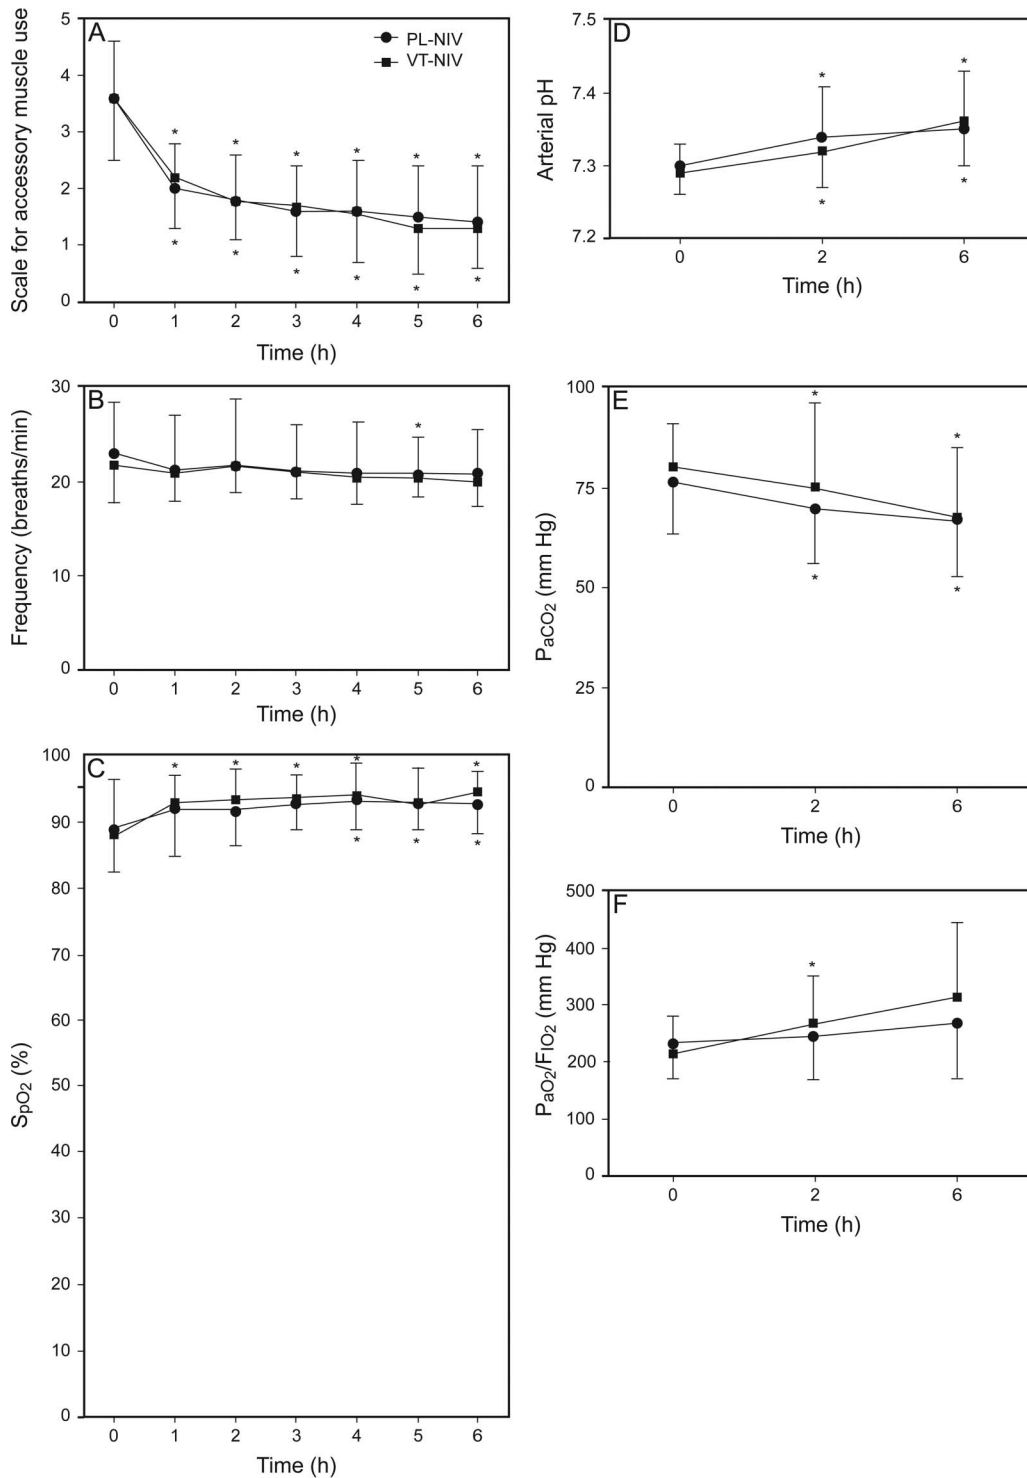 A
PL-NIV
VT-NIV
Scale for accessory muscle use
5
4
3
2
1
0
* * * * * *
* * * * * *
0 1 2 3 4 5 6
Time (h)
B
Frequency (breaths/min)
30
20
10
0
*
0 1 2 3 4 5 6
Time (h)
C
SpO2 (%)
100
90
80
70
60
50
40
30
20
10
0
* * * * *
* * *
0 1 2 3 4 5 6
Time (h)
D
Arterial pH
7.5
7.4
7.3
7.2
* *
* *
0 2 6
Time (h)
E
PaCO2 (mm Hg)
100
75
50
25
0
* *
* *
0 2 6
Time (h)
F
PaO2/FIO2 (mm Hg)
500
400
300
200
100
0
*
0 2 6
Time (h)